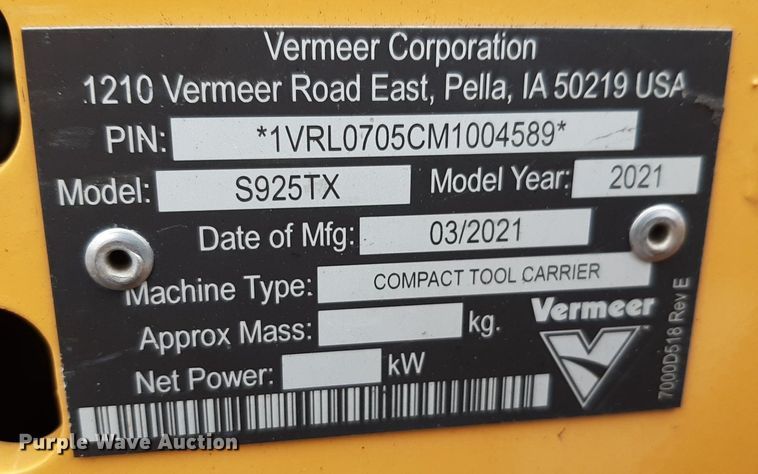 Vermeer Corporation
1210 Vermeer Road East, Pella, IA 50219 USA
PIN: *1VRL0705CM1004589*
Model: S925TX Model Year: 2021
Date of Mfg: 03/2021
Machine Type: COMPACT TOOL CARRIER
Approx Mass: kg.
Net Power: kW
Vermeer
7000D518 Rev E
Purple Wave Auction